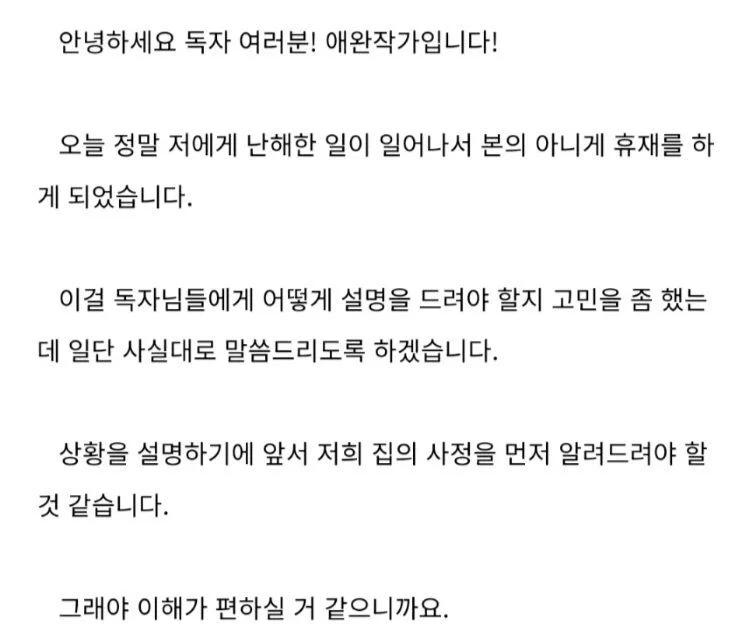 안녕하세요 독자 여러분! 애완작가입니다!
오늘 정말 저에게 난해한 일이 일어나서 본의 아니게 휴재를 하
게 되었습니다.
이걸 독자님들에게 어떻게 설명을 드려야 할지 고민을 좀 했는
데 일단 사실대로 말씀드리도록 하겠습니다.
상황을 설명하기에 앞서 저희 집의 사정을 먼저 알려드려야 할
것 같습니다.
그래야 이해가 편하실 거 같으니까요.